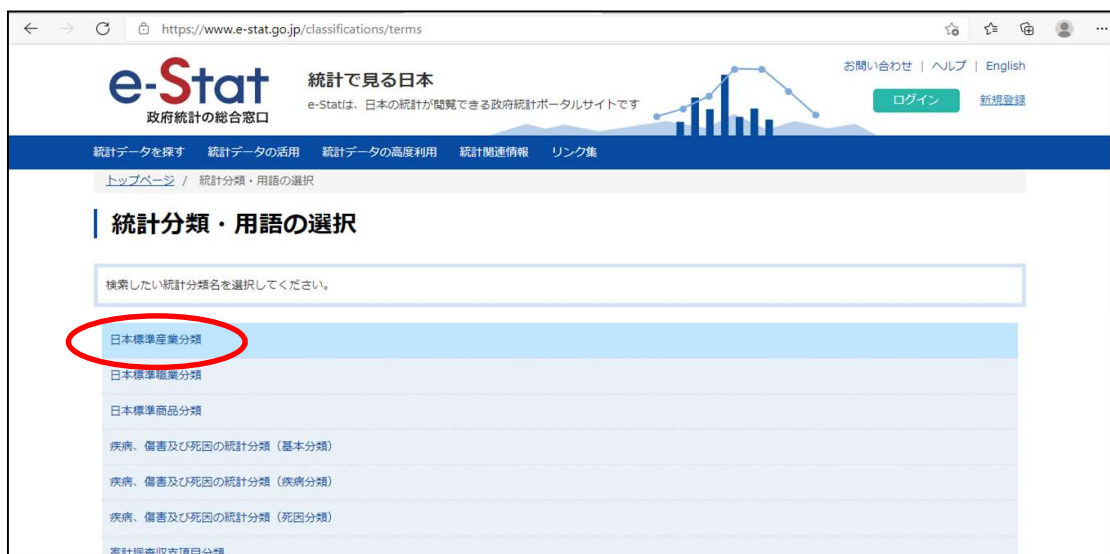 https://www.e-stat.go.jp/classifications/terms
お問い合わせ | ヘルプ | English
e-Stat
政府統計の総合窓口
統計で見る日本
e-Statは、日本の統計が閲覧できる政府統計ポータルサイトです
ログイン 新規登録
統計データを探す 統計データの活用 統計データの高度利用 統計関連情報 リンク集
トップページ / 統計分類・用語の選択
統計分類・用語の選択
検索したい統計分類名を選択してください。
日本標準産業分類
日本標準職業分類
日本標準商品分類
疾病、傷害及び死因の統計分類（基本分類）
疾病、傷害及び死因の統計分類（疾病分類）
疾病、傷害及び死因の統計分類（死因分類）
家計調査収支項目分類